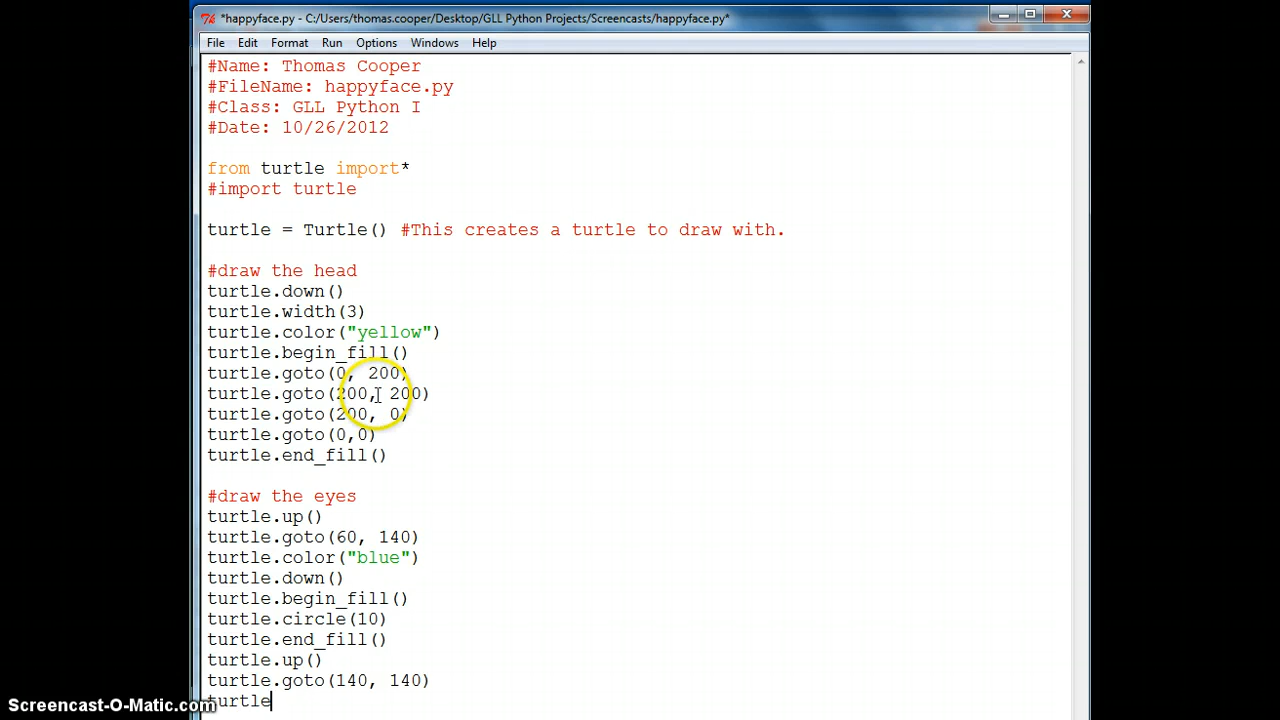 *happyface.py - C:/Users/thomas.cooper/Desktop/GLL Python Projects/Screencasts/happyface.py*
File Edit Format Run Options Windows Help
#Name: Thomas Cooper
#FileName: happyface.py
#Class: GLL Python I
#Date: 10/26/2012
from turtle import*
#import turtle
turtle = Turtle() #This creates a turtle to draw with.
#draw the head
turtle.down()
turtle.width(3)
turtle.color("yellow")
turtle.begin_fill()
turtle.goto(0, 200)
turtle.goto(200, 200)
turtle.goto(200, 0)
turtle.goto(0,0)
turtle.end_fill()
#draw the eyes
turtle.up()
turtle.goto(60, 140)
turtle.color("blue")
turtle.down()
turtle.begin_fill()
turtle.circle(10)
turtle.end_fill()
turtle.up()
turtle.goto(140, 140)
turtle
Screencast-O-Matic.com